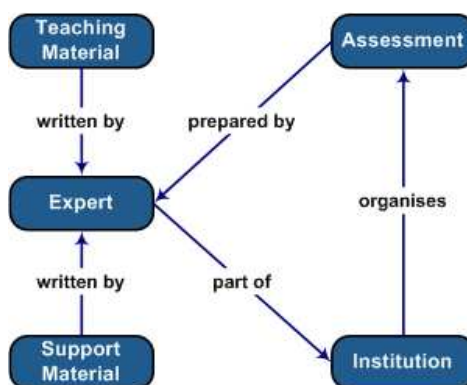 Teaching
Material
Assessment
written by
prepared by
Expert
organises
written by
part of
Support
Material
Institution